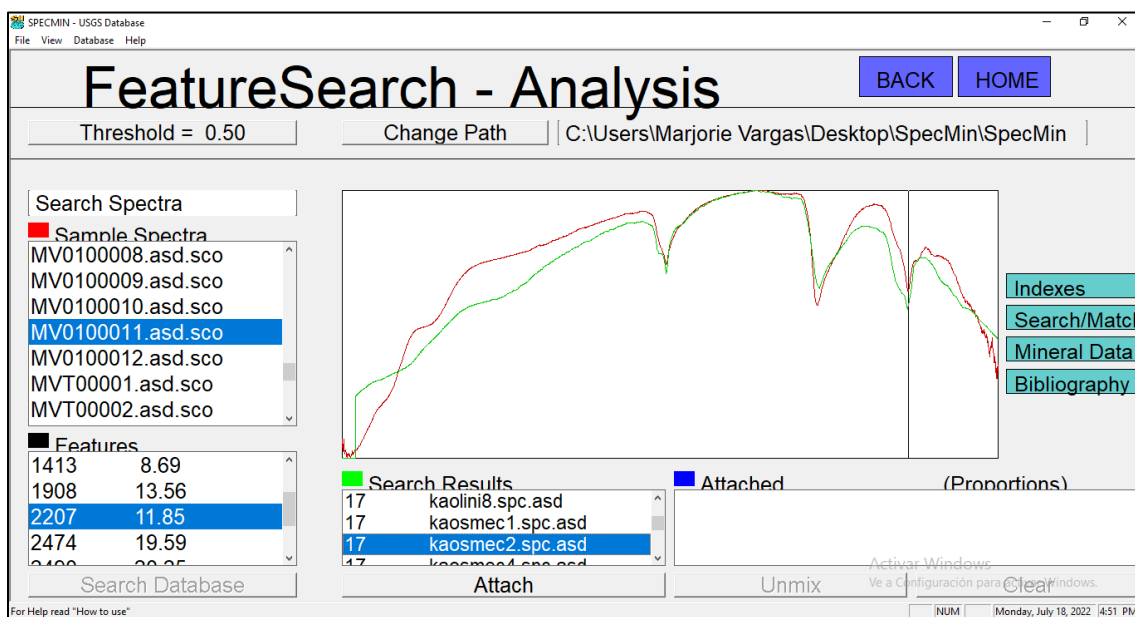 SPECMIN - USGS Database
File View Database Help
FeatureSearch - Analysis
BACK
HOME
Threshold = 0.50
Change Path
C:\Users\Marjorie Vargas\Desktop\SpecMin\SpecMin
Search Spectra
Sample Spectra
MV0100008.asd.sco
MV0100009.asd.sco
MV0100010.asd.sco
MV0100011.asd.sco
MV0100012.asd.sco
MVT00001.asd.sco
MVT00002.asd.sco
Indexes
Search/Match
Mineral Data
Bibliography
Features
1413 8.69
1908 13.56
2207 11.85
2474 19.59
Search Results
17 kaolini8.spc.asd
17 kaosmec1.spc.asd
17 kaosmec2.spc.asd
17 kaosmec4.spc.asd
Attached (Proportions)
Activar Windows
Ve a Configuración para activar Windows.
Search Database
Attach
Unmix
Clear
For Help read "How to use"
NUM
Monday, July 18, 2022
4:51 PM